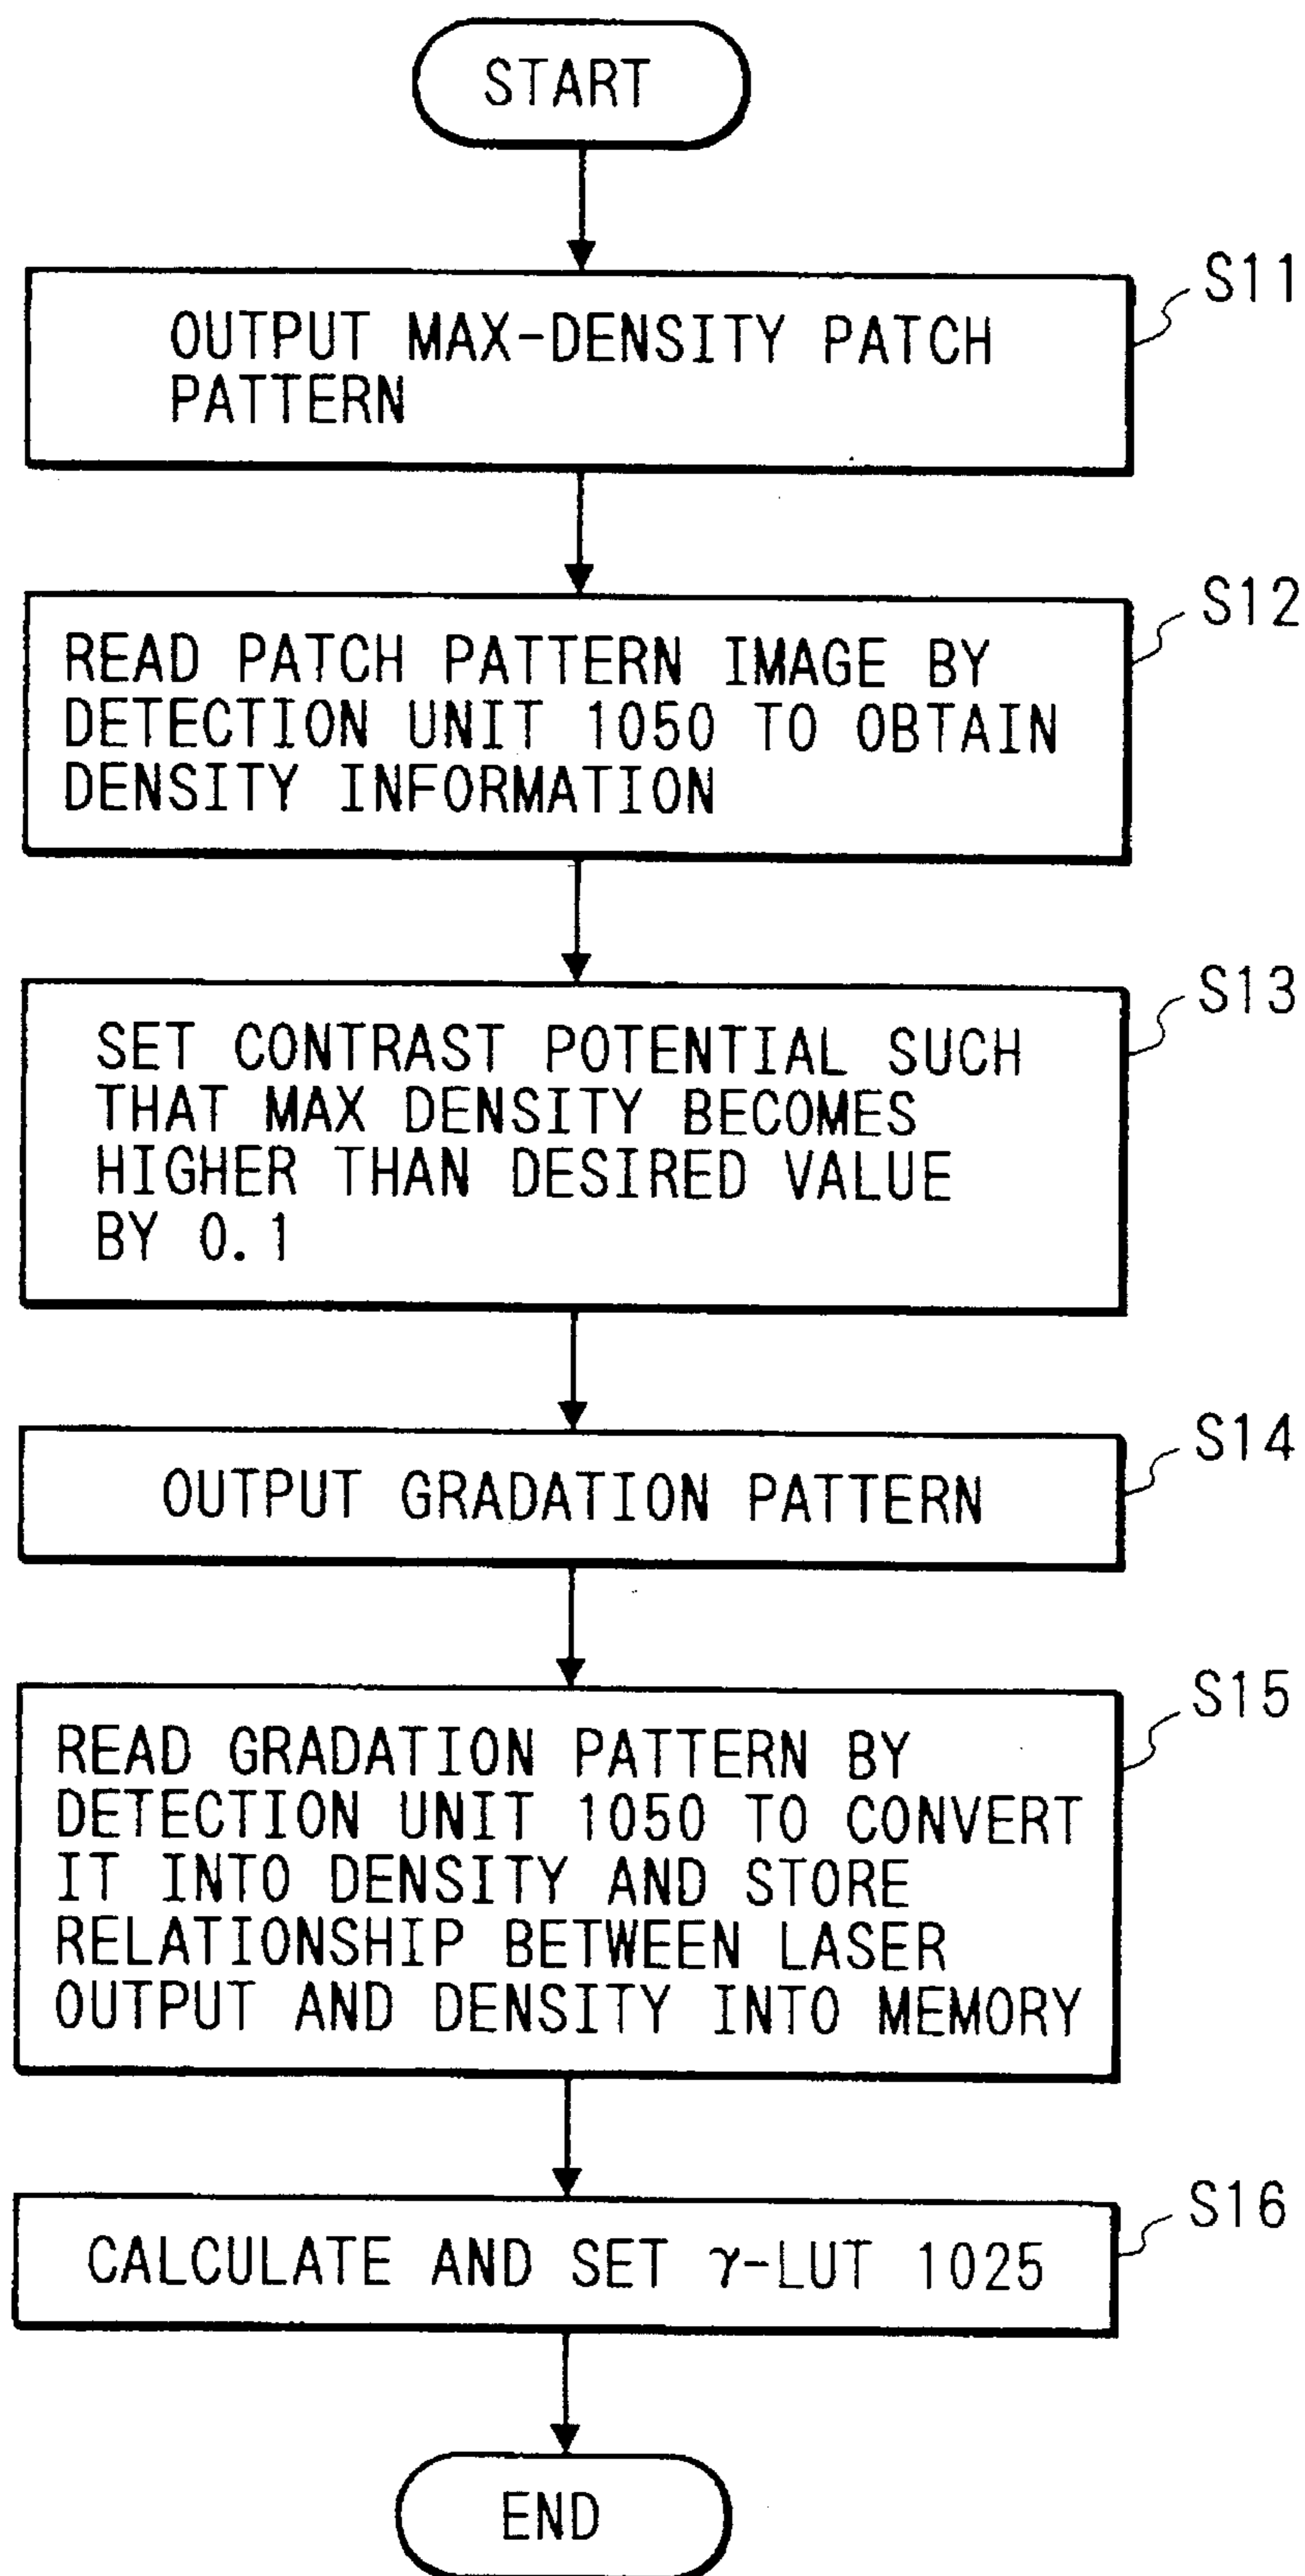 START
S11
OUTPUT MAX-DENSITY PATCH
PATTERN
S12
READ PATCH PATTERN IMAGE BY
DETECTION UNIT 1050 TO OBTAIN
DENSITY INFORMATION
S13
SET CONTRAST POTENTIAL SUCH
THAT MAX DENSITY BECOMES
HIGHER THAN DESIRED VALUE
BY 0.1
S14
OUTPUT GRADATION PATTERN
S15
READ GRADATION PATTERN BY
DETECTION UNIT 1050 TO CONVERT
IT INTO DENSITY AND STORE
RELATIONSHIP BETWEEN LASER
OUTPUT AND DENSITY INTO MEMORY
S16
CALCULATE AND SET γ-LUT 1025
END